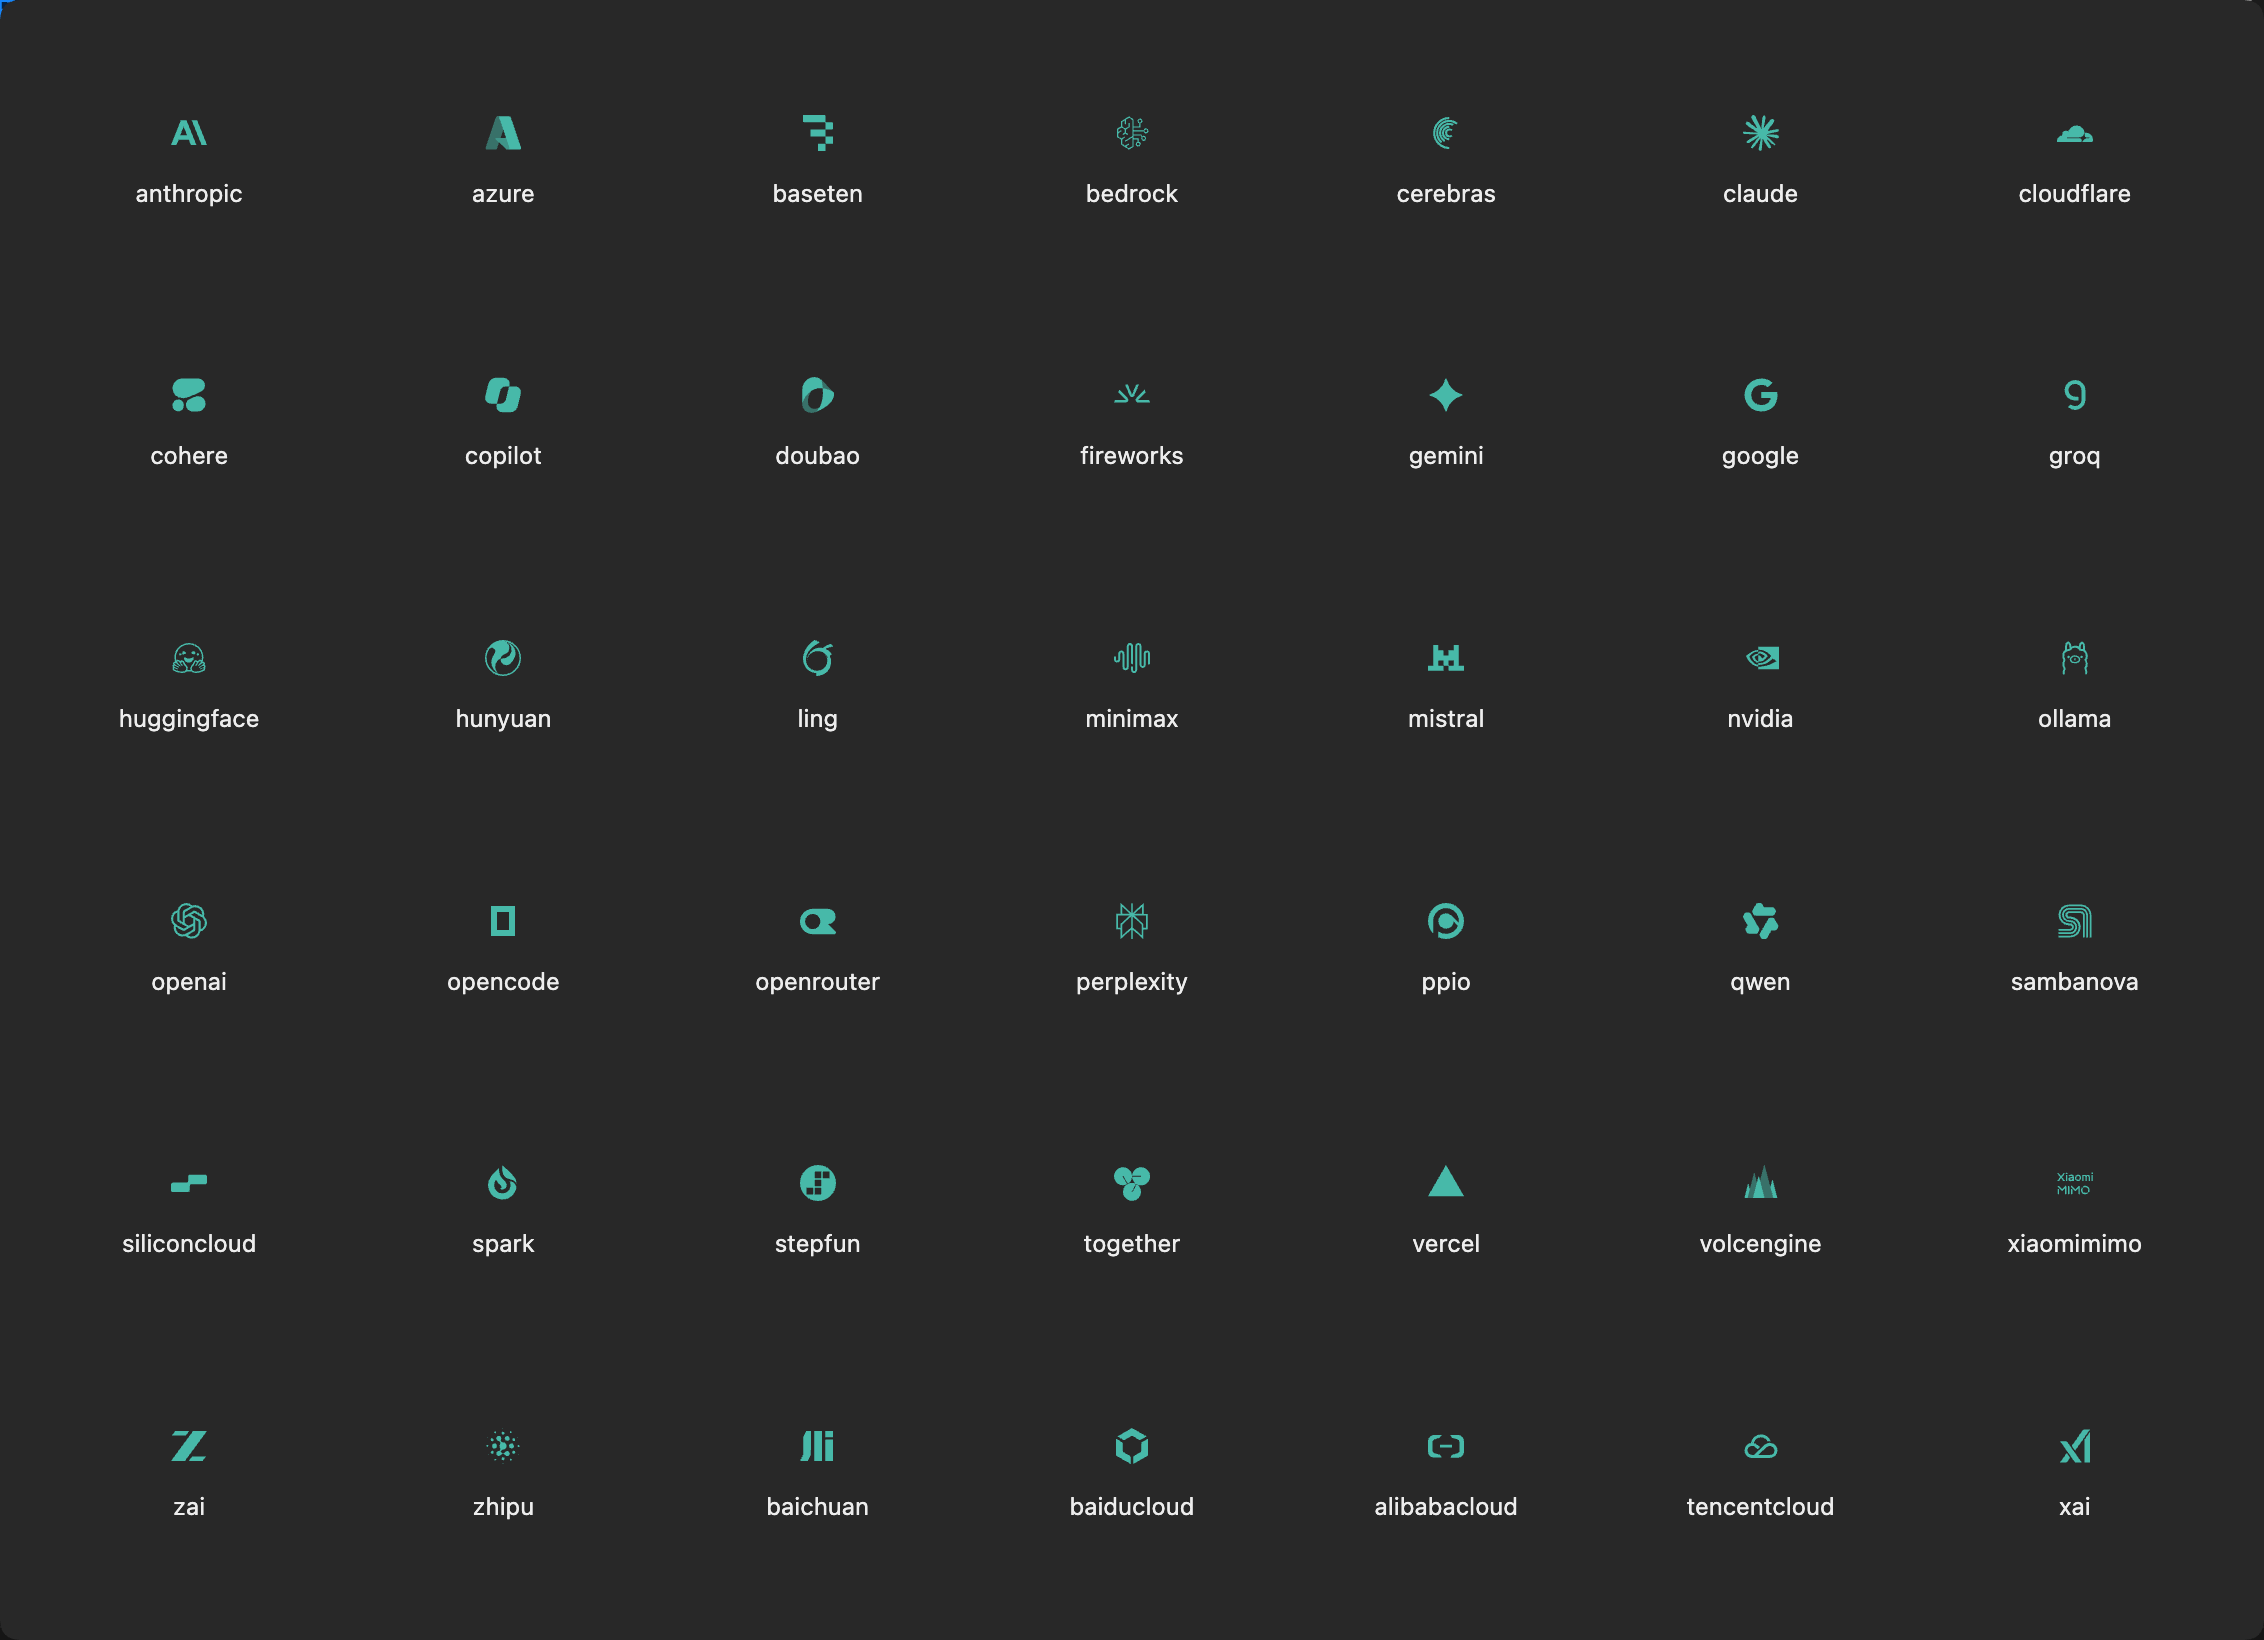 anthropic
azure
baseten
bedrock
cerebras
claude
cloudflare
cohere
copilot
doubao
fireworks
gemini
google
groq
huggingface
hunyuan
ling
minimax
mistral
nvidia
ollama
openai
opencode
openrouter
perplexity
ppio
qwen
sambanova
siliconcloud
spark
stepfun
together
vercel
volcengine
Xiaomi
MIMO
xiaomimimo
zai
zhipu
baichuan
baiducloud
alibabacloud
tencentcloud
xai